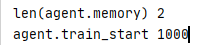 len(agent.memory) 2
agent.train_start 1000